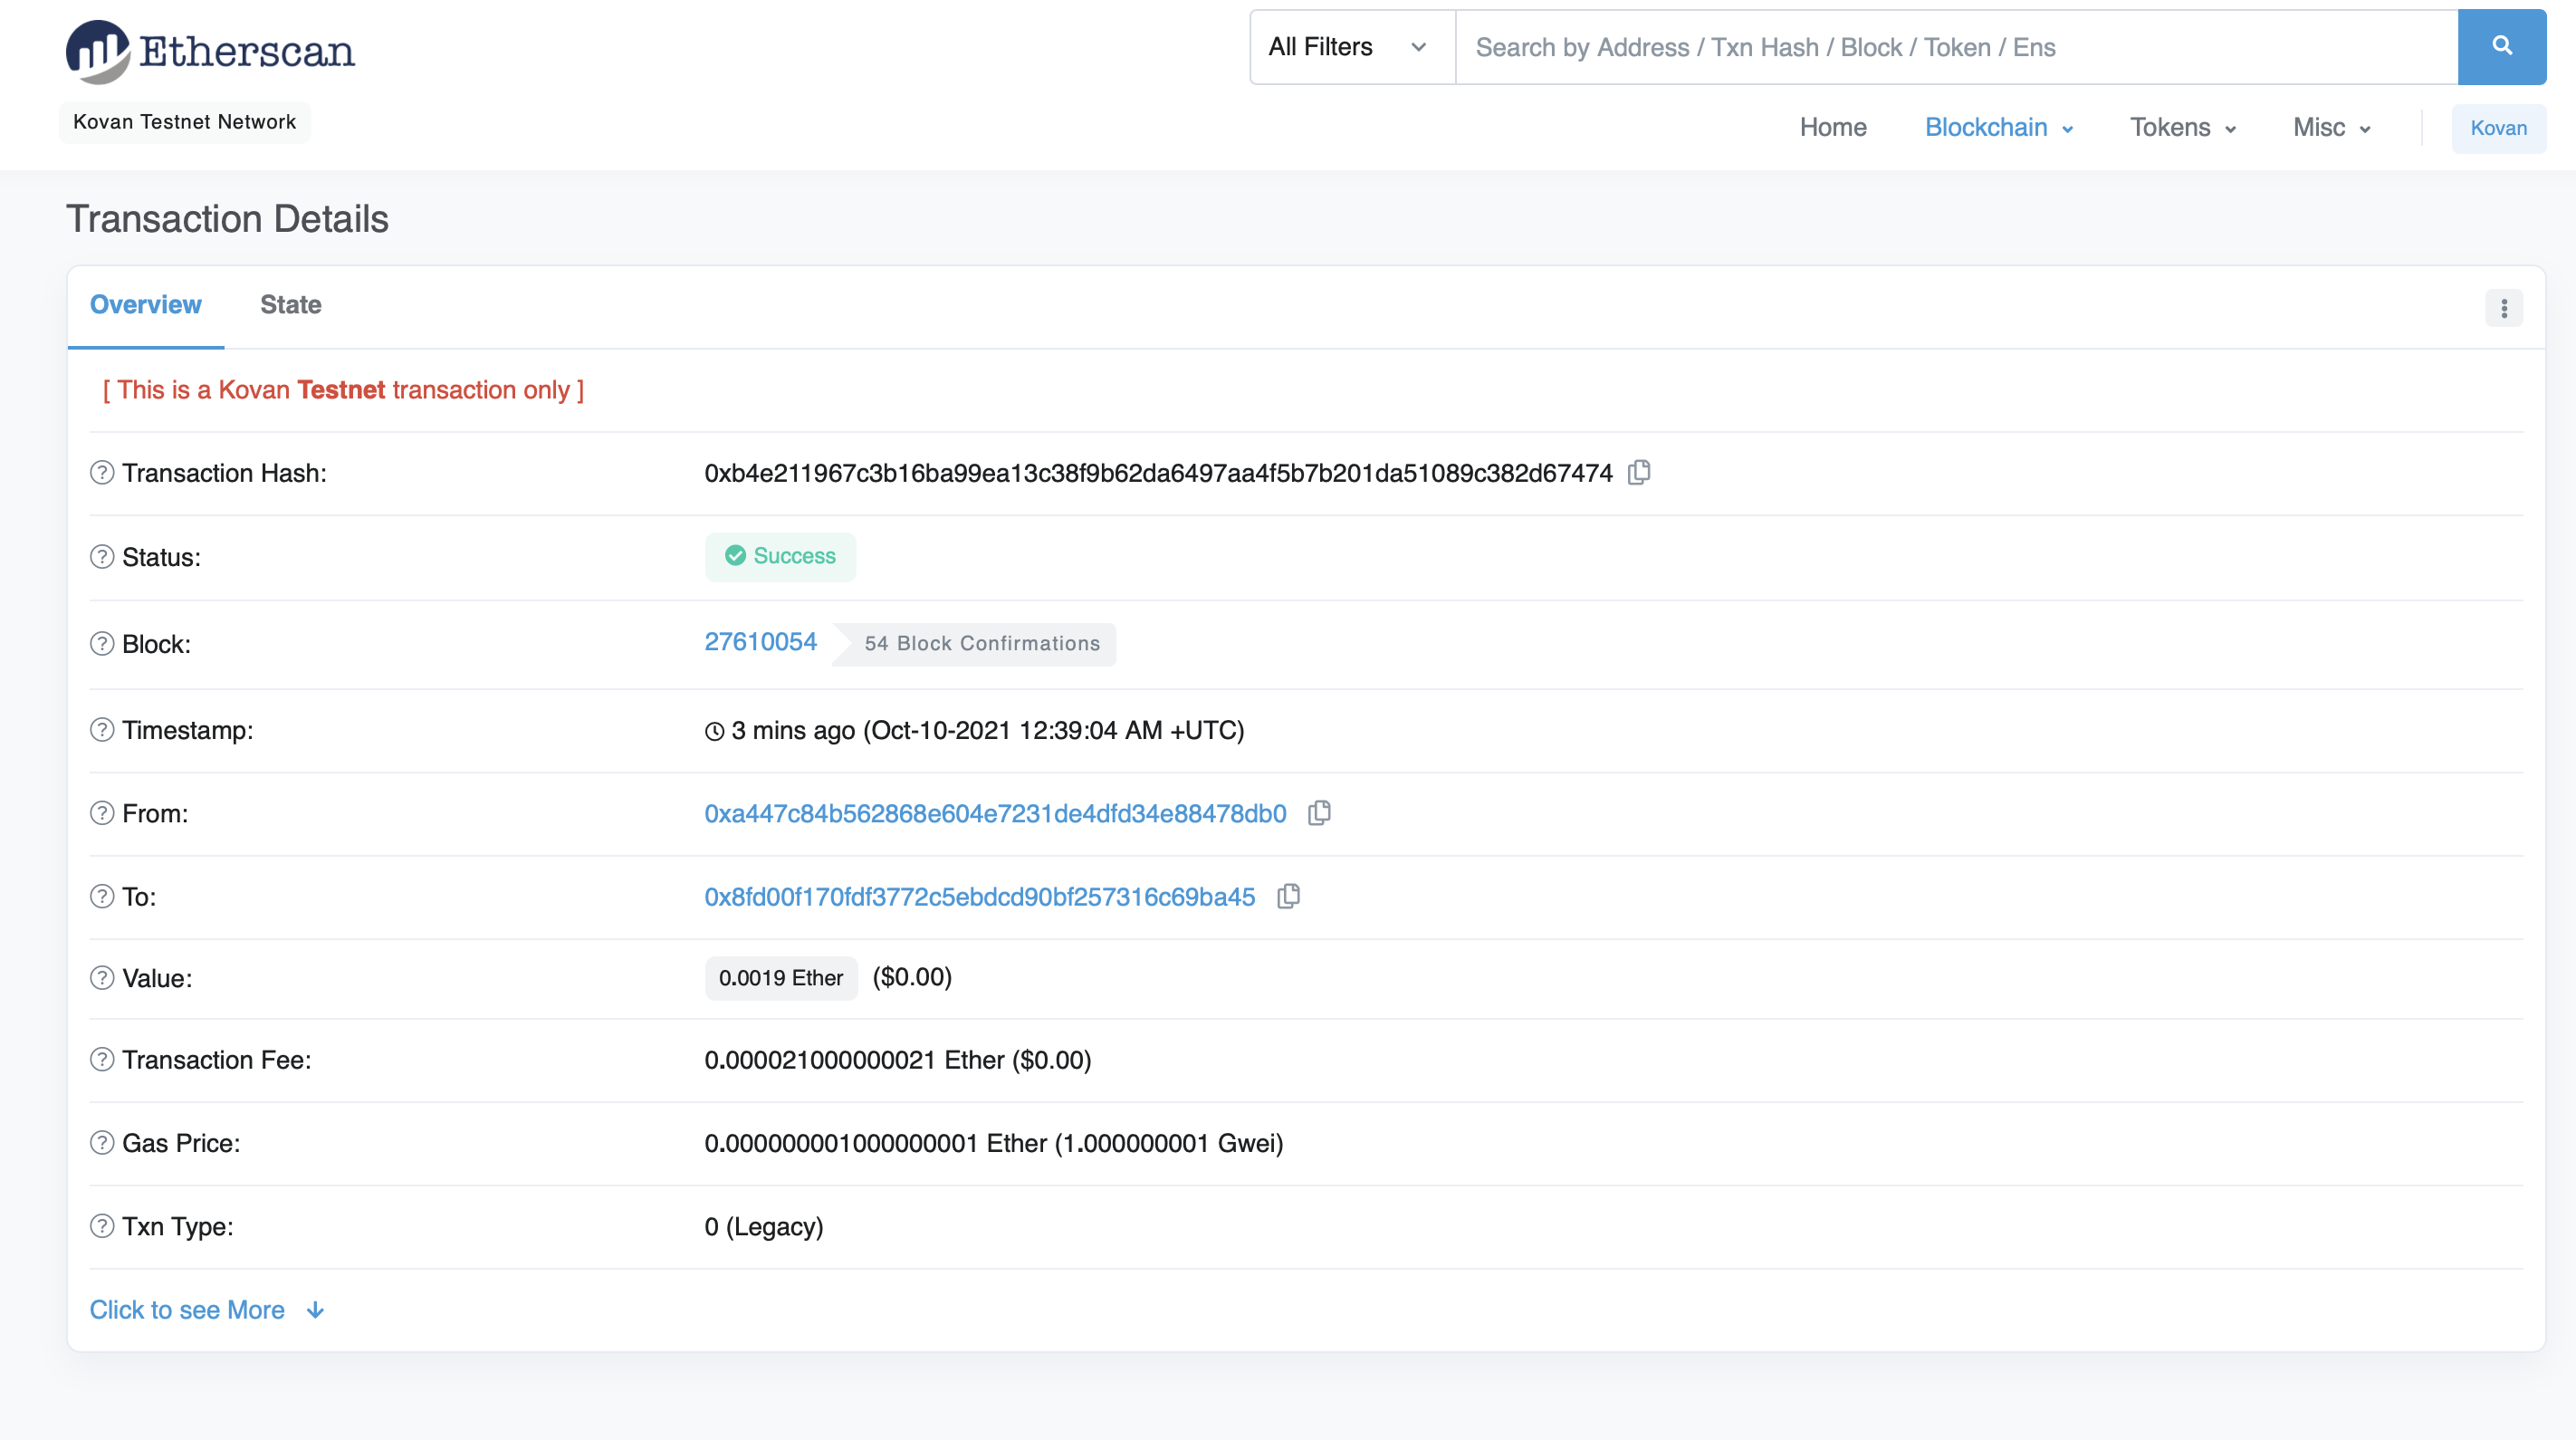 Etherscan
All Filters
Search by Address / Txn Hash / Block / Token / Ens
Kovan Testnet Network
Home Blockchain Tokens Misc Kovan
Transaction Details
Overview State
[ This is a Kovan Testnet transaction only ]
Transaction Hash: 0xb4e211967c3b16ba99ea13c38f9b62da6497aa4f5b7b201da51089c382d67474
Status: Success
Block: 27610054 54 Block Confirmations
Timestamp: 3 mins ago (Oct-10-2021 12:39:04 AM +UTC)
From: 0xa447c84b562868e604e7231de4dfd34e88478db0
To: 0x8fd00f170fdf3772c5ebdcd90bf257316c69ba45
Value: 0.0019 Ether ($0.00)
Transaction Fee: 0.000021000000021 Ether ($0.00)
Gas Price: 0.000000001000000001 Ether (1.000000001 Gwei)
Txn Type: 0 (Legacy)
Click to see More